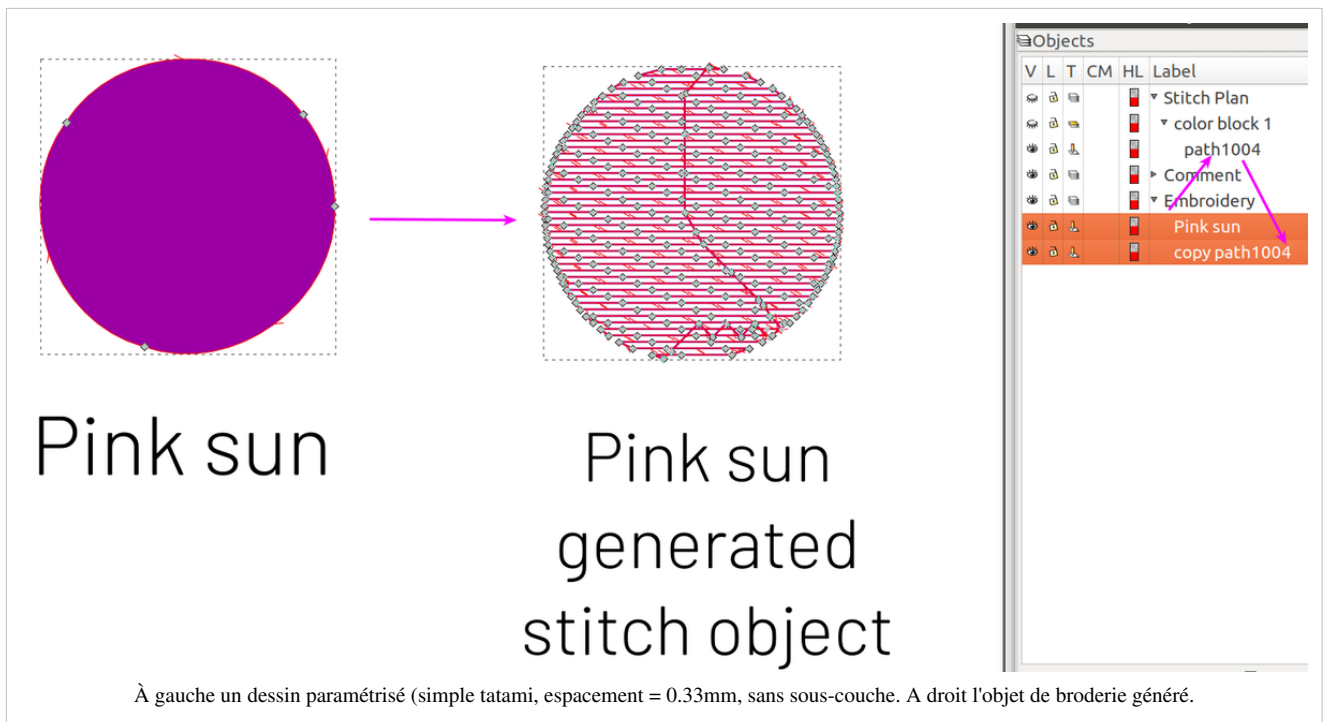 Pink sun
Pink sun
generated
stitch object
Objects
V L T CM HL Label
Stitch Plan
color block 1
path1004
Comment
Embroidery
Pink sun
copy path1004
À gauche un dessin paramétrisé (simple tatami, espacement = 0.33mm, sans sous-couche. A droit l'objet de broderie généré.